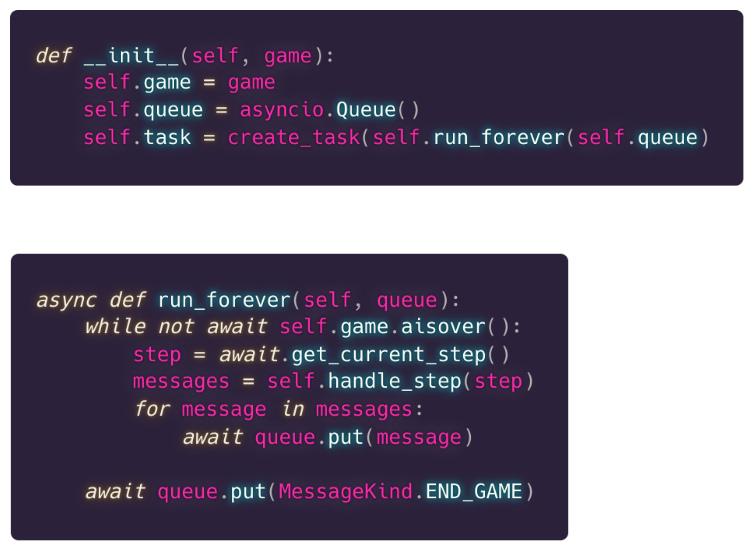 def __init__(self, game):
    self.game = game
    self.queue = asyncio.Queue()
    self.task = create_task(self.run_forever(self.queue)
async def run_forever(self, queue):
    while not await self.game.aisover():
        step = await.get_current_step()
        messages = self.handle_step(step)
        for message in messages:
            await queue.put(message)
    await queue.put(MessageKind.END_GAME)